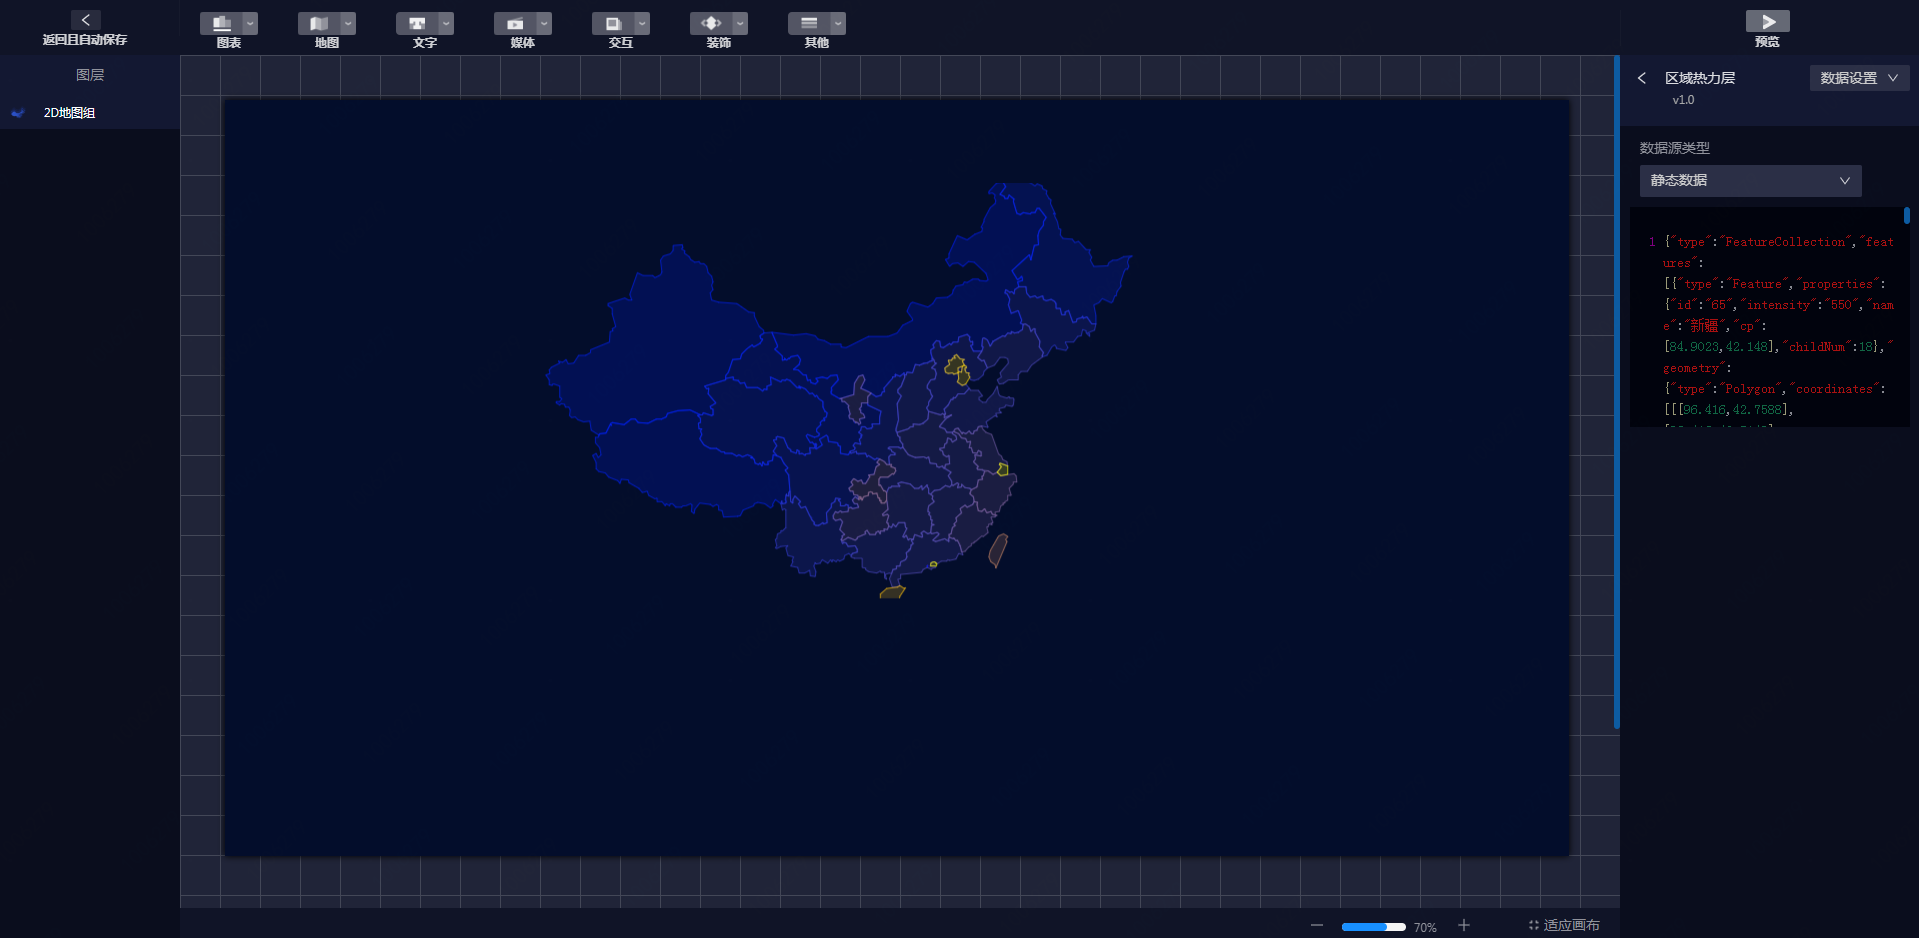 返回且自动保存
图表
地图
文字
媒体
交互
装饰
其他
预览
图层
2D地图组
区域热力层
v1.0
数据设置
数据源类型
静态数据
1 {"type":"FeatureCollection","feat
ures":
[{"type":"Feature","properties":
{"id":"65","intensity":"550","nam
e":"新疆","cp":
[84.9023,42.148],"childNum":18},"
geometry":
{"type":"Polygon","coordinates":
[[[96.416,42.7588],
70%
适应画布